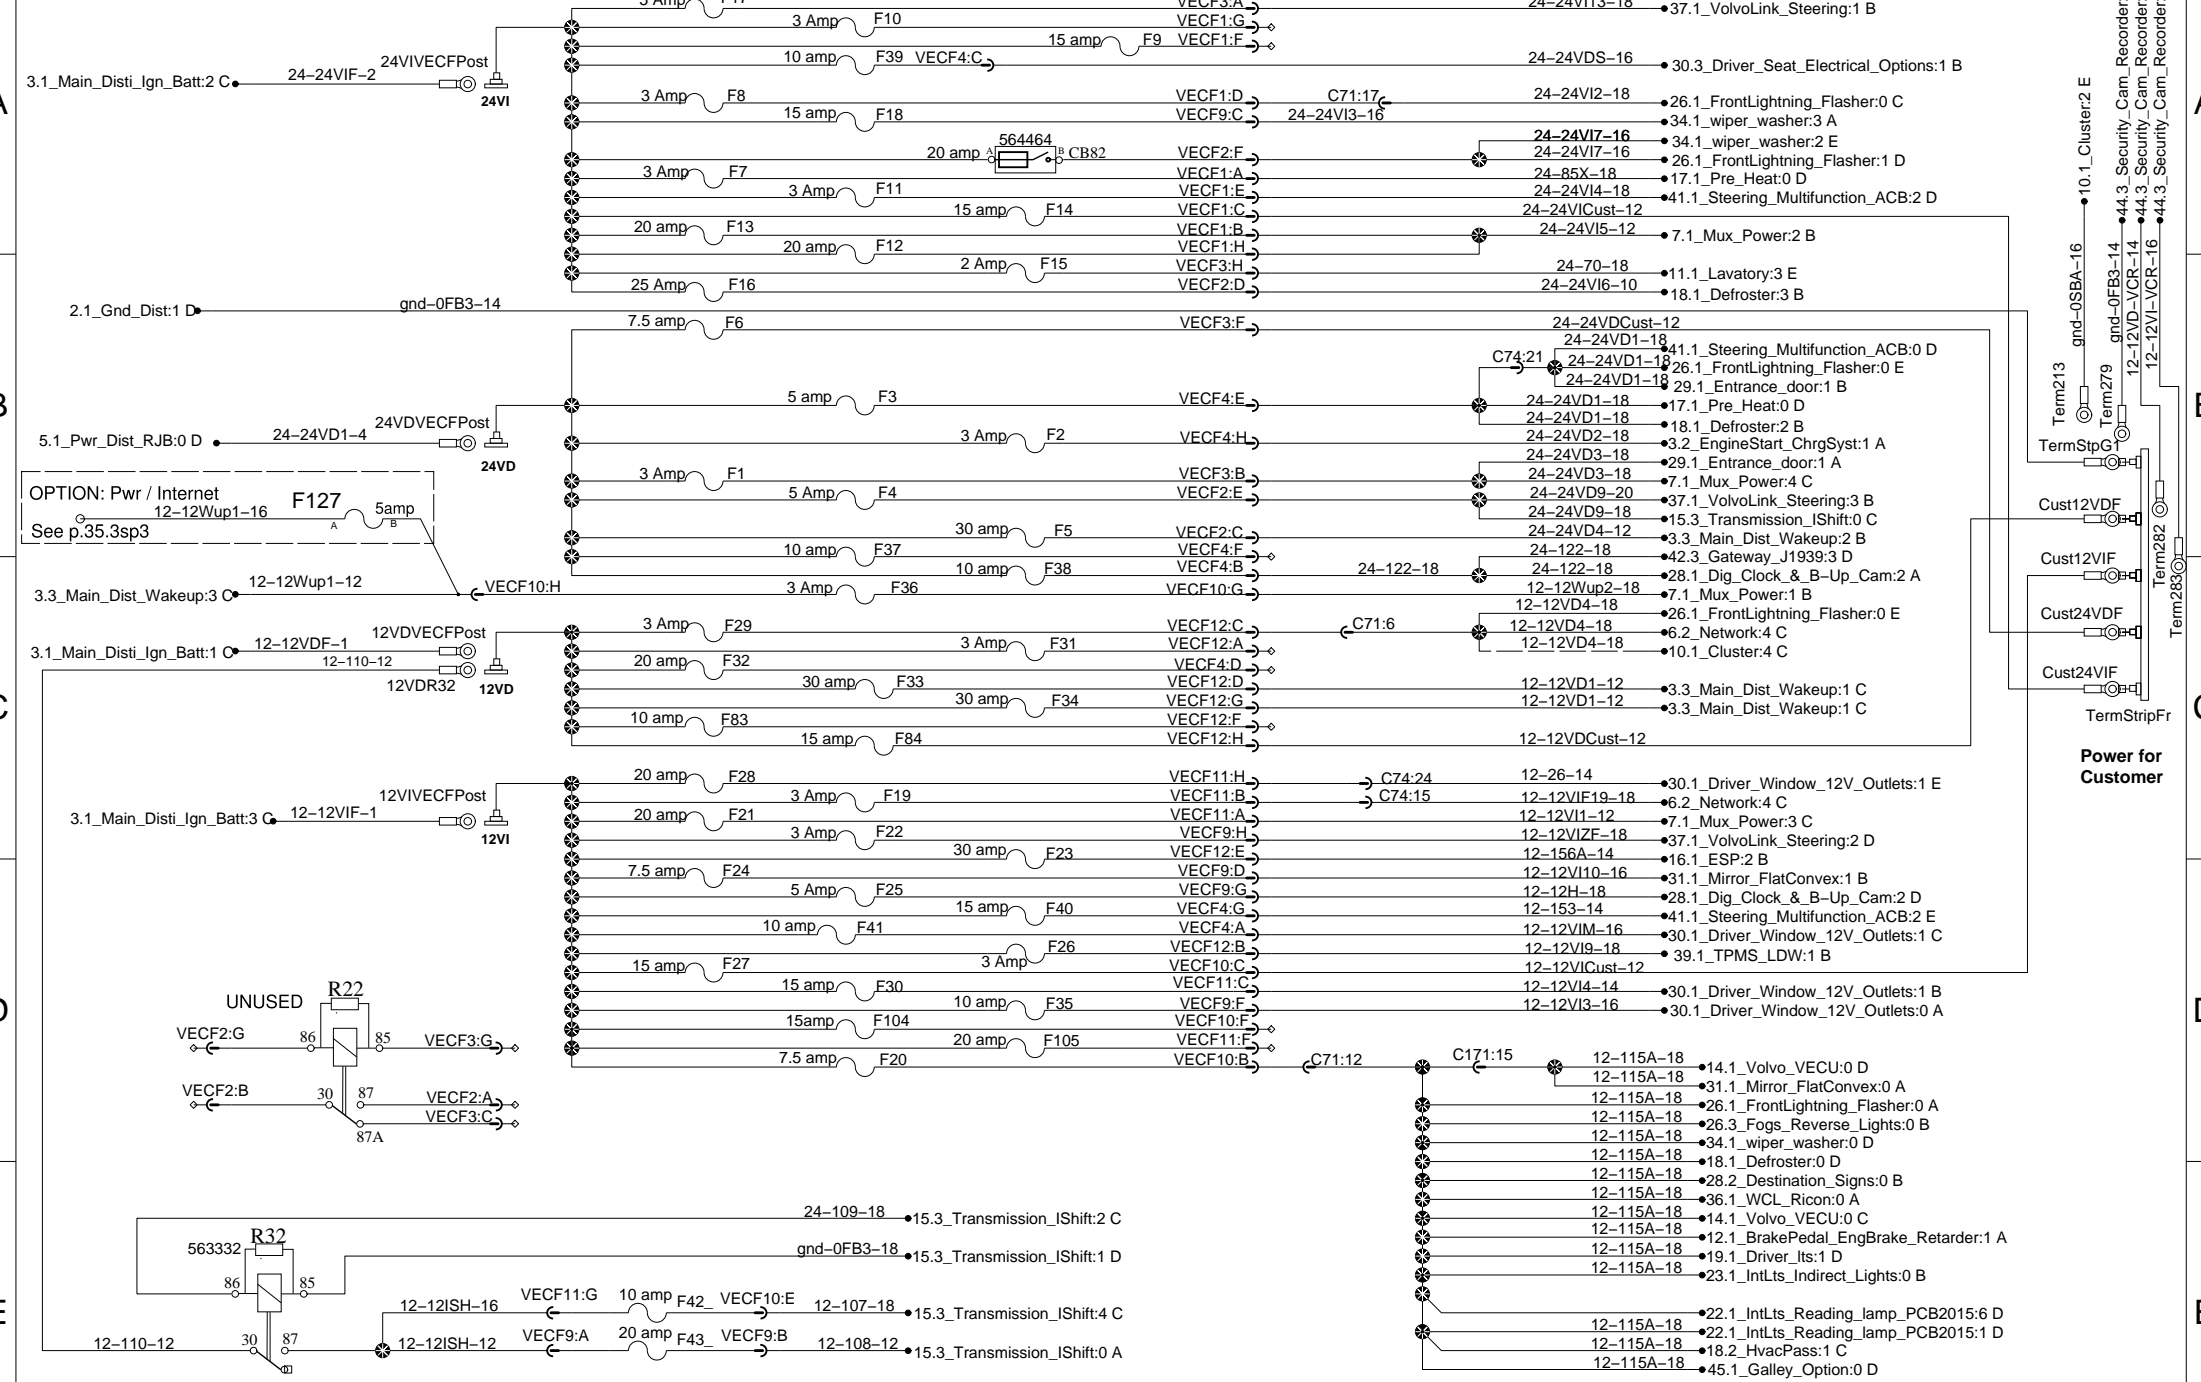 VECF3:A 24-24VI13-18 37.1_VolvoLink_Steering:1 B
3 Amp F10 VECF1:G
15 amp F9 VECF1:F
24VIVECFPost 10 amp F39 VECF4:C 24-24VDS-16 30.3_Driver_Seat_Electrical_Options:1 B
3.1_Main_Disti_Ign_Batt:2 C 24-24VIF-2
24VI
A 3 Amp F8 VECF1:D C71:17 24-24VI2-18 26.1_FrontLightning_Flasher:0 C
15 amp F18 VECF9:C 24-24VI3-16 34.1_wiper_washer:3 A
564464 24-24VI7-16 34.1_wiper_washer:2 E
20 amp A B CB82 VECF2:F 24-24VI7-16 26.1_FrontLightning_Flasher:1 D
3 Amp F7 VECF1:A 24-85X-18 17.1_Pre_Heat:0 D
3 Amp F11 VECF1:E 24-24VI4-18 41.1_Steering_Multifunction_ACB:2 D
15 amp F14 VECF1:C 24-24VICust-12
20 amp F13 VECF1:B 24-24VI5-12 7.1_Mux_Power:2 B
20 amp F12 VECF1:H
2 Amp F15 VECF3:H 24-70-18 11.1_Lavatory:3 E
25 Amp F16 VECF2:D 24-24VI6-10 18.1_Defroster:3 B
2.1_Gnd_Dist:1 D gnd-0FB3-14
7.5 amp F6 VECF3:F 24-24VDCust-12
24-24VD1-18 41.1_Steering_Multifunction_ACB:0 D
C74:21 24-24VD1-18 26.1_FrontLightning_Flasher:0 E
24-24VD1-18 29.1_Entrance_door:1 B
5 amp F3 VECF4:E 24-24VD1-18 17.1_Pre_Heat:0 D
24VDVECFPost 24-24VD1-18 18.1_Defroster:2 B
5.1_Pwr_Dist_RJB:0 D 24-24VD1-4 3 Amp F2 VECF4:H 24-24VD2-18 3.2_EngineStart_ChrgSyst:1 A
24VD 24-24VD3-18 29.1_Entrance_door:1 A
3 Amp F1 VECF3:B 24-24VD3-18 7.1_Mux_Power:4 C
OPTION: Pwr / Internet F127 5 Amp F4 VECF2:E 24-24VD9-20 37.1_VolvoLink_Steering:3 B
12-12Wup1-16 A B 5amp 24-24VD9-18 15.3_Transmission_IShift:0 C
See p.35.3sp3 30 amp F5 VECF2:C 24-24VD4-12 3.3_Main_Dist_Wakeup:2 B
10 amp F37 VECF4:F 24-122-18 42.3_Gateway_J1939:3 D
10 amp F38 VECF4:B 24-122-18 24-122-18 28.1_Dig_Clock_&_B-Up_Cam:2 A
3.3_Main_Dist_Wakeup:3 C 12-12Wup1-12 VECF10:H 3 Amp F36 VECF10:G 12-12Wup2-18 7.1_Mux_Power:1 B
12-12VD4-18 26.1_FrontLightning_Flasher:0 E
12VDVECFPost 3 Amp F29 VECF12:C C71:6 12-12VD4-18 6.2_Network:4 C
3.1_Main_Disti_Ign_Batt:1 C 12-12VDF-1 3 Amp F31 VECF12:A 12-12VD4-18 10.1_Cluster:4 C
12-110-12 20 amp F32 VECF4:D
12VDR32 12VD 30 amp F33 VECF12:D 12-12VD1-12 3.3_Main_Dist_Wakeup:1 C
30 amp F34 VECF12:G 12-12VD1-12 3.3_Main_Dist_Wakeup:1 C
10 amp F83 VECF12:F
15 amp F84 VECF12:H 12-12VDCust-12
20 amp F28 VECF11:H C74:24 12-26-14 30.1_Driver_Window_12V_Outlets:1 E
12VIVECFPost 3 Amp F19 VECF11:B C74:15 12-12VIF19-18 6.2_Network:4 C
3.1_Main_Disti_Ign_Batt:3 C 12-12VIF-1 20 amp F21 VECF11:A 12-12VI1-12 7.1_Mux_Power:3 C
12VI 3 Amp F22 VECF9:H 12-12VIZF-18 37.1_VolvoLink_Steering:2 D
30 amp F23 VECF12:E 12-156A-14 16.1_ESP:2 B
7.5 amp F24 VECF9:D 12-12VI10-16 31.1_Mirror_FlatConvex:1 B
5 Amp F25 VECF9:G 12-12H-18 28.1_Dig_Clock_&_B-Up_Cam:2 D
15 amp F40 VECF4:G 12-153-14 41.1_Steering_Multifunction_ACB:2 E
10 amp F41 VECF4:A 12-12VIM-16 30.1_Driver_Window_12V_Outlets:1 C
3 Amp F26 VECF12:B 12-12VI9-18 39.1_TPMS_LDW:1 B
15 amp F27 VECF10:C 12-12VICust-12
15 amp F30 VECF11:C 12-12VI4-14 30.1_Driver_Window_12V_Outlets:1 B
10 amp F35 VECF9:F 12-12VI3-16 30.1_Driver_Window_12V_Outlets:0 A
15amp F104 VECF10:F
20 amp F105 VECF11:F
7.5 amp F20 VECF10:B C71:12 C171:15 12-115A-18 14.1_Volvo_VECU:0 D
12-115A-18 31.1_Mirror_FlatConvex:0 A
12-115A-18 26.1_FrontLightning_Flasher:0 A
12-115A-18 26.3_Fogs_Reverse_Lights:0 B
12-115A-18 34.1_wiper_washer:0 D
12-115A-18 18.1_Defroster:0 D
12-115A-18 28.2_Destination_Signs:0 B
12-115A-18 36.1_WCL_Ricon:0 A
12-115A-18 14.1_Volvo_VECU:0 C
12-115A-18 12.1_BrakePedal_EngBrake_Retarder:1 A
12-115A-18 19.1_Driver_lts:1 D
12-115A-18 23.1_IntLts_Indirect_Lights:0 B
22.1_IntLts_Reading_lamp_PCB2015:6 D
12-115A-18 22.1_IntLts_Reading_lamp_PCB2015:1 D
12-115A-18 18.2_HvacPass:1 C
12-115A-18 45.1_Galley_Option:0 D
UNUSED R22
VECF2:G 86 85 VECF3:G
VECF2:B 30 87 VECF2:A
VECF3:C
87A
24-109-18 15.3_Transmission_IShift:2 C
R32
563332 gnd-0FB3-18 15.3_Transmission_IShift:1 D
86 85
12-12ISH-16 VECF11:G 10 amp F42_ VECF10:E 12-107-18 15.3_Transmission_IShift:4 C
12-110-12 30 87 12-12ISH-12 VECF9:A 20 amp F43_ VECF9:B 12-108-12 15.3_Transmission_IShift:0 A
10.1_Cluster:2 E
44.3_Security_Cam_Recorder:
44.3_Security_Cam_Recorder:
44.3_Security_Cam_Recorder:
gnd-0SBA-16
gnd-0FB3-14
12-12VD-VCR-14
12-12VI-VCR-16
Term213
Term279
TermStpG1
Cust12VDF
Term282
Cust12VIF
Term283
Cust24VDF
Cust24VIF
TermStripFr
Power for
Customer